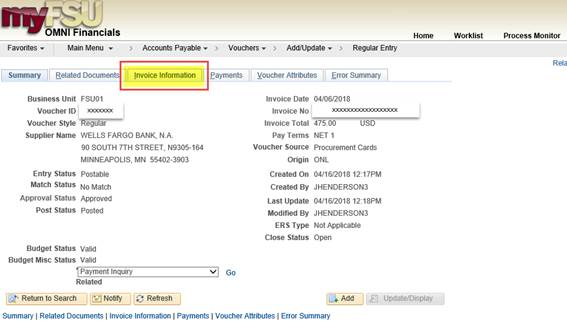 myFSU
OMNI Financials
Home Worklist Process Monitor
Favorites Main Menu > Accounts Payable > Vouchers > Add/Update > Regular Entry
Rela
Summary Related Documents Invoice Information Payments Voucher Attributes Error Summary
Business Unit FSU01 Invoice Date 04/06/2018
Voucher ID xxxxxxx Invoice No xxxxxxxxxxxxxxxxxx
Voucher Style Regular Invoice Total 475.00 USD
Supplier Name WELLS FARGO BANK, N.A. Pay Terms NET 1
90 SOUTH 7TH STREET, N9305-164 Voucher Source Procurement Cards
MINNEAPOLIS, MN 55402-3903 Origin ONL
Entry Status Postable Created On 04/16/2018 12:17PM
Match Status No Match Created By JHENDERSON3
Approval Status Approved Last Update 04/16/2018 12:18PM
Post Status Posted Modified By JHENDERSON3
ERS Type Not Applicable
Close Status Open
Budget Status Valid
Budget Misc Status Valid
* Payment Inquiry Go
Related
Return to Search Notify Refresh Add Update/Display
Summary | Related Documents | Invoice Information | Payments | Voucher Attributes | Error Summary